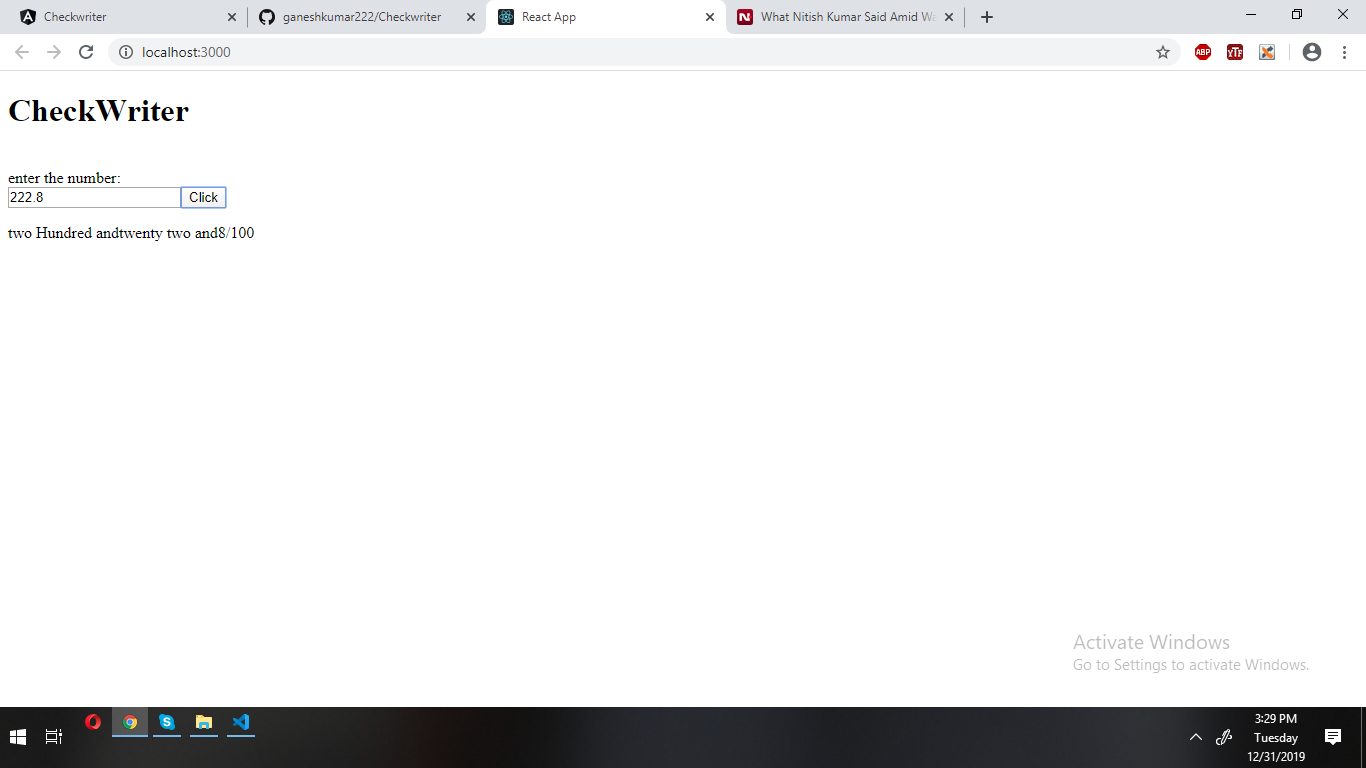 Checkwriter
ganeshkumar222/Checkwriter
React App
What Nitish Kumar Said Amid Wa
localhost:3000
ABP
YTF
CheckWriter
enter the number:
222.8 Click
two Hundred andtwenty two and8/100
Activate Windows
Go to Settings to activate Windows.
3:29 PM
Tuesday
12/31/2019